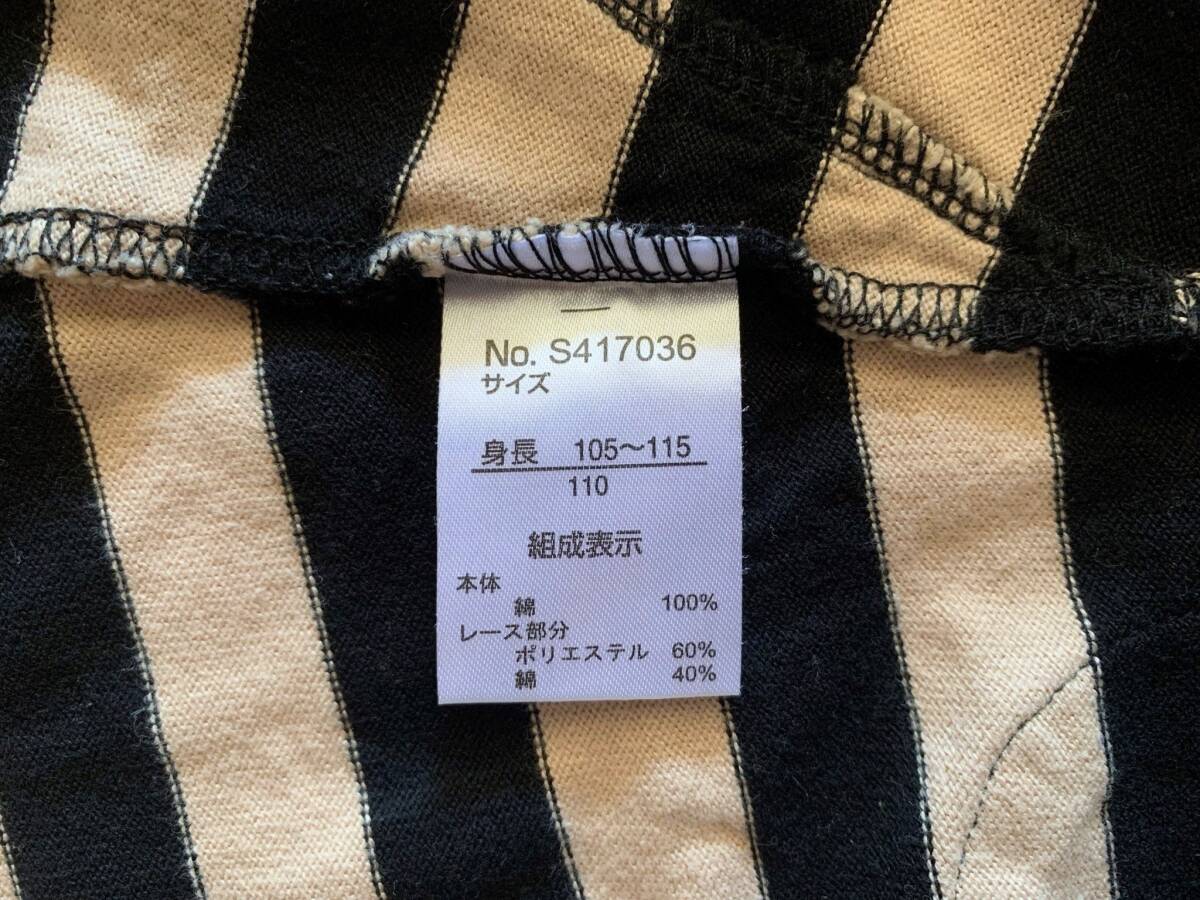 No. S417036
サイズ
身長 105〜115
110
組成表示
本体
綿 100%
レース部分
ポリエステル 60%
綿 40%